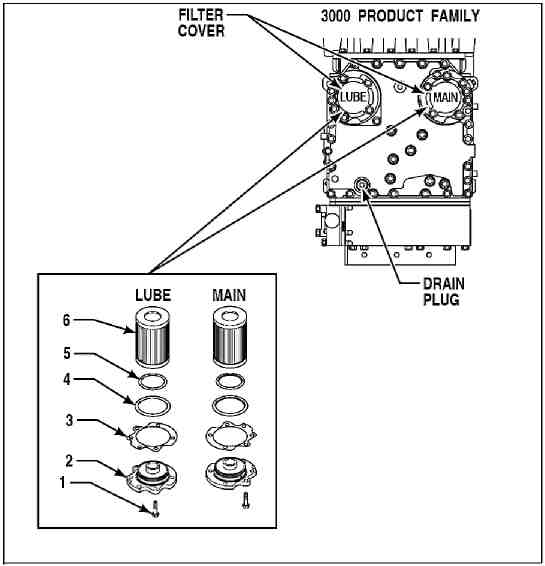 FILTER
COVER
3000 PRODUCT FAMILY
LUBE
MAIN
DRAIN
PLUG
LUBE
MAIN
6
5
4
3
2
1